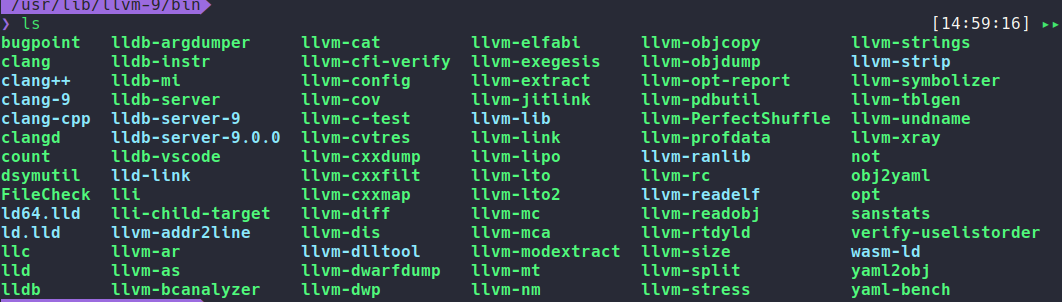 /usr/lib/llvm-9/bin
❯ ls [14:59:16] ▸▸
bugpoint lldb-argdumper llvm-cat llvm-elfabi llvm-objcopy llvm-strings
clang lldb-instr llvm-cfi-verify llvm-exegesis llvm-objdump llvm-strip
clang++ lldb-mi llvm-config llvm-extract llvm-opt-report llvm-symbolizer
clang-9 lldb-server llvm-cov llvm-jitlink llvm-pdbutil llvm-tblgen
clang-cpp lldb-server-9 llvm-c-test llvm-lib llvm-PerfectShuffle llvm-undname
clangd lldb-server-9.0.0 llvm-cvtres llvm-link llvm-profdata llvm-xray
count lldb-vscode llvm-cxxdump llvm-lipo llvm-ranlib not
dsymutil lld-link llvm-cxxfilt llvm-lto llvm-rc obj2yaml
FileCheck lli llvm-cxxmap llvm-lto2 llvm-readelf opt
ld64.lld lli-child-target llvm-diff llvm-mc llvm-readobj sanstats
ld.lld llvm-addr2line llvm-dis llvm-mca llvm-rtdyld verify-uselistorder
llc llvm-ar llvm-dlltool llvm-modextract llvm-size wasm-ld
lld llvm-as llvm-dwarfdump llvm-mt llvm-split yaml2obj
lldb llvm-bcanalyzer llvm-dwp llvm-nm llvm-stress yaml-bench